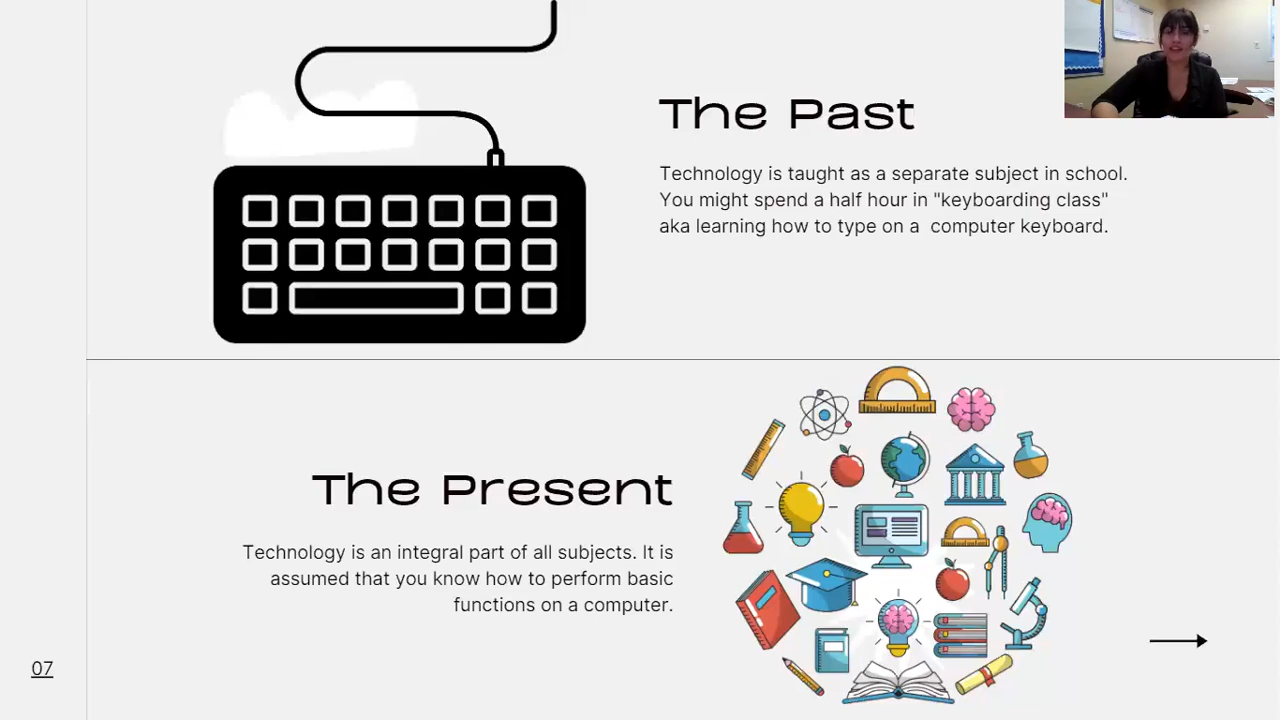 The Past
Technology is taught as a separate subject in school.
You might spend a half hour in "keyboarding class"
aka learning how to type on a  computer keyboard.
The Present
Technology is an integral part of all subjects. It is
assumed that you know how to perform basic
functions on a computer.
07